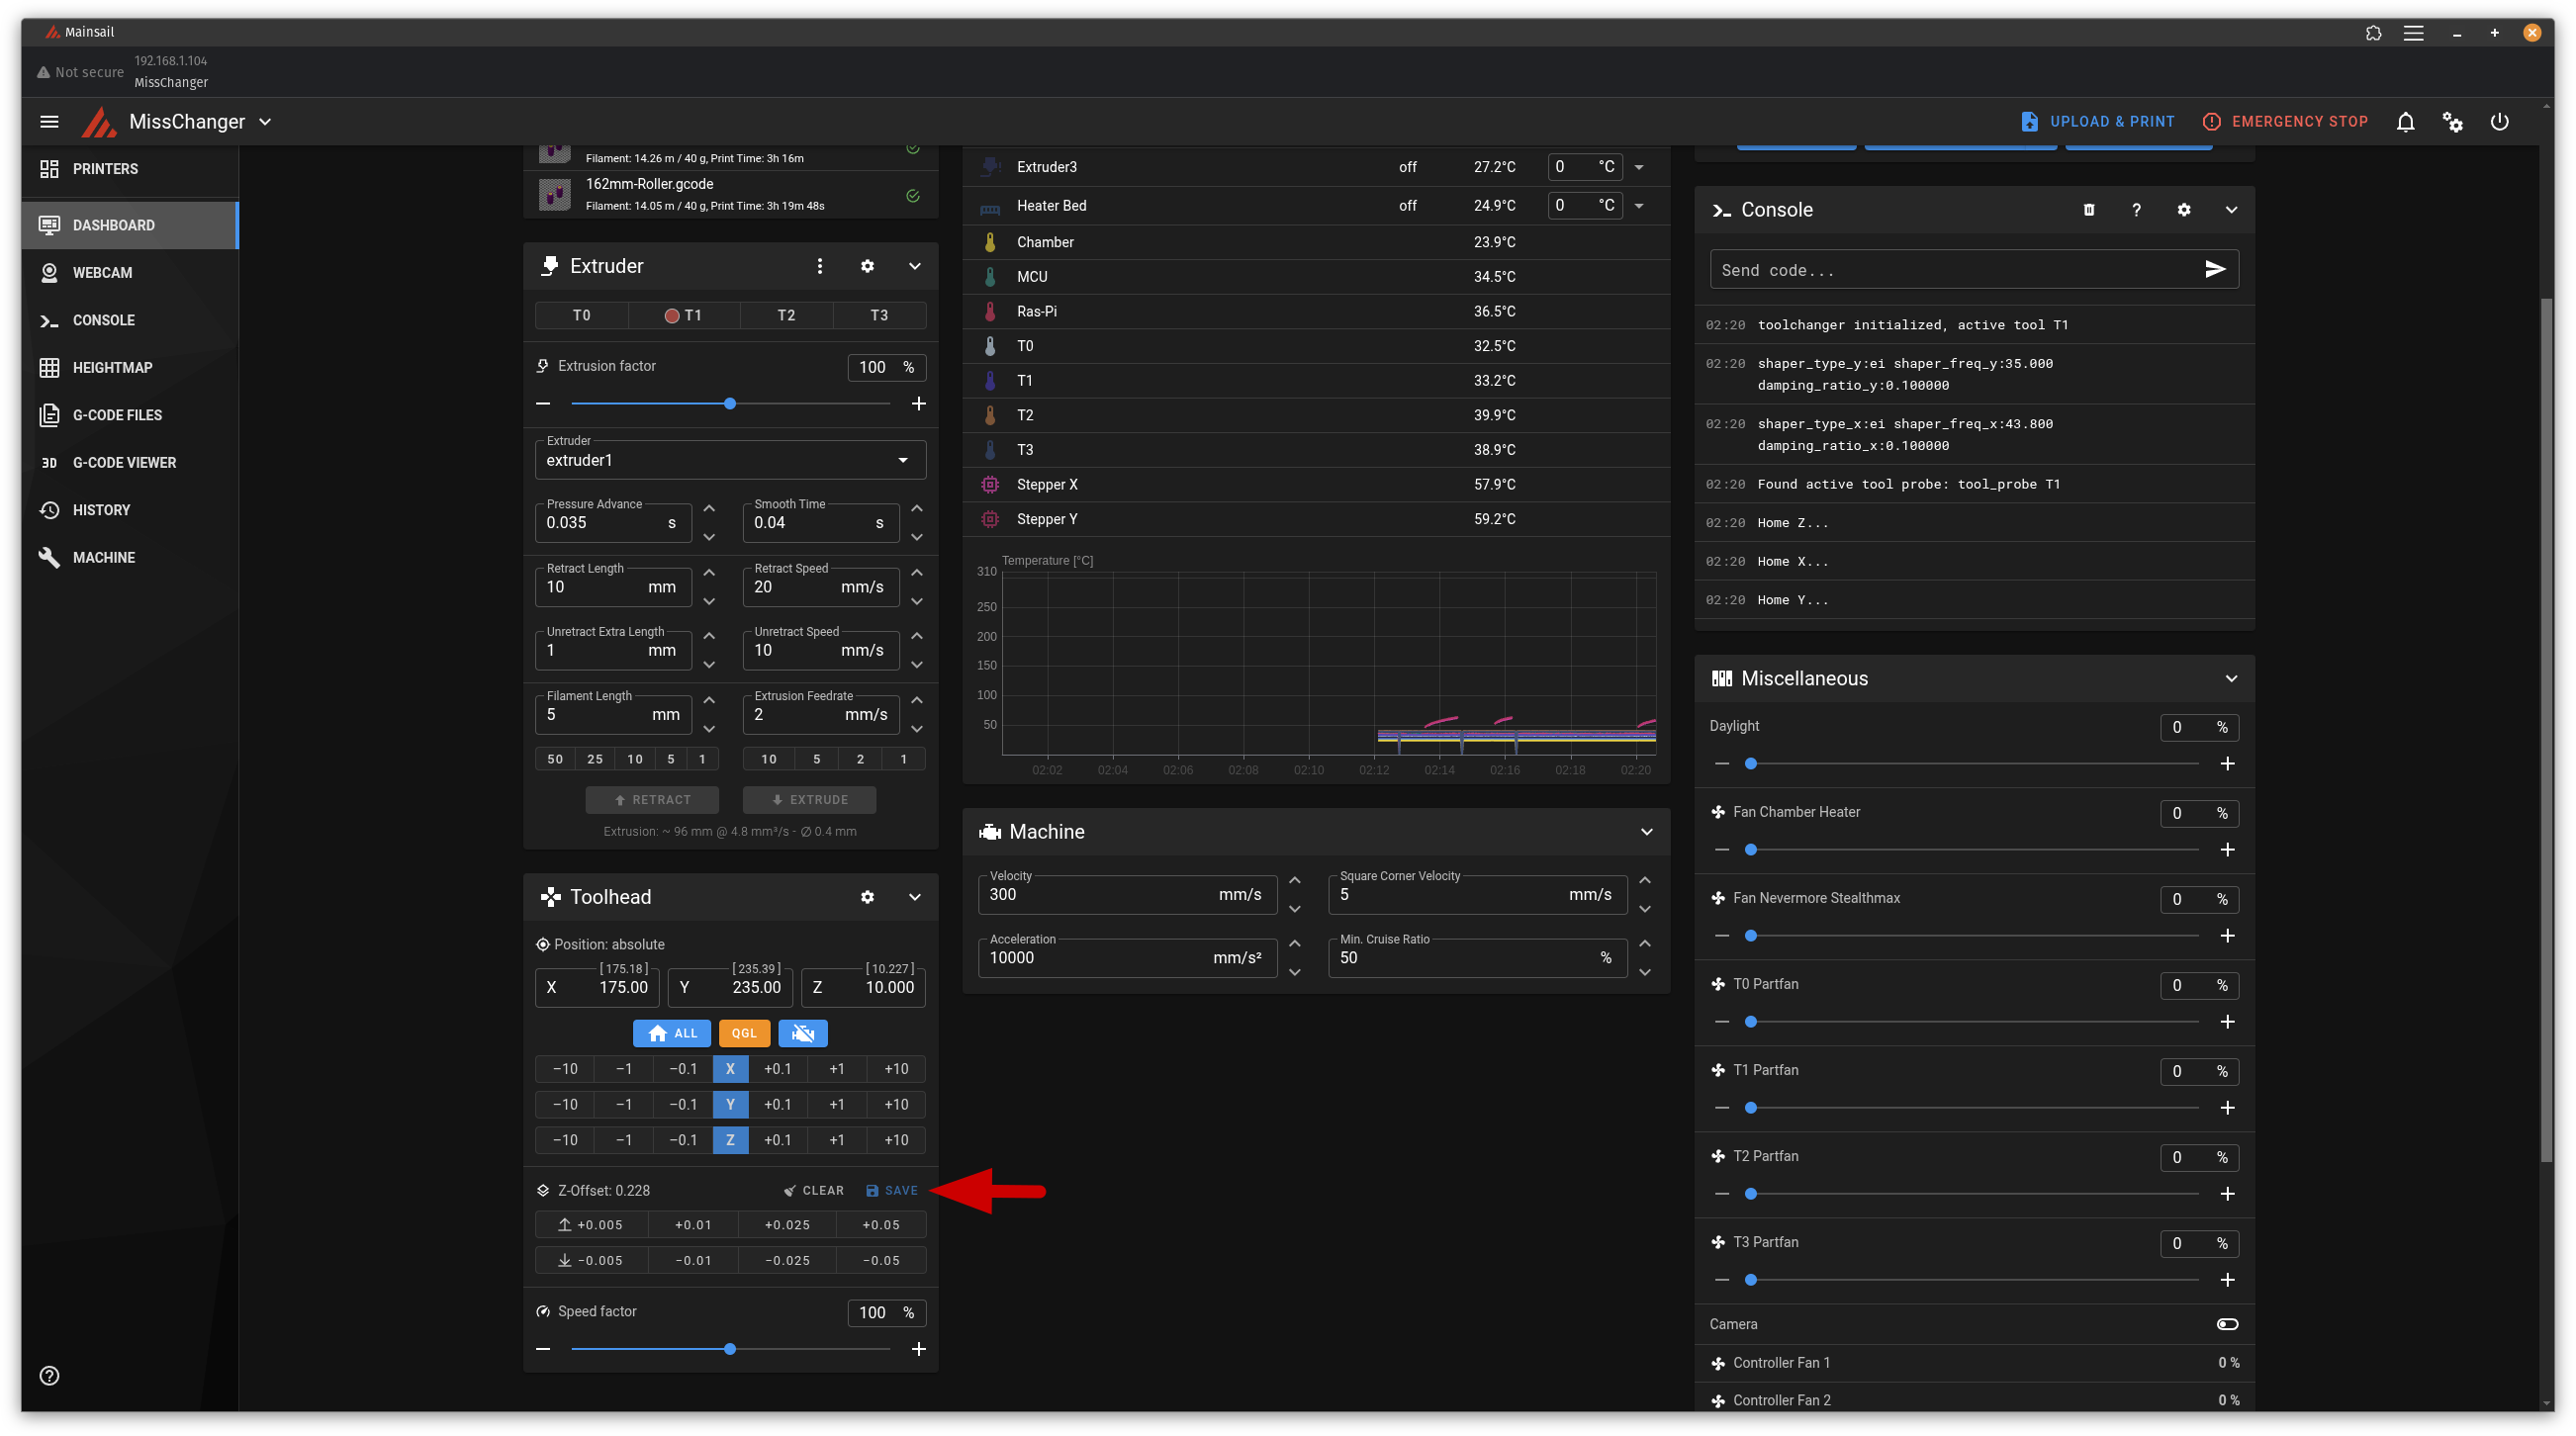 Mainsail
Not secure
192.168.1.104
MissChanger
MissChanger
UPLOAD & PRINT
EMERGENCY STOP
PRINTERS
DASHBOARD
WEBCAM
CONSOLE
HEIGHTMAP
G-CODE FILES
3D G-CODE VIEWER
HISTORY
MACHINE
Filament: 14.26 m / 40 g, Print Time: 3h 16m
162mm-Roller.gcode
Filament: 14.05 m / 40 g, Print Time: 3h 19m 48s
Extruder
T0 T1 T2 T3
Extrusion factor 100 %
Extruder
extruder1
Pressure Advance Smooth Time
0.035 s 0.04 s
Retract Length Retract Speed
10 mm 20 mm/s
Unretract Extra Length Unretract Speed
1 mm 10 mm/s
Filament Length Extrusion Feedrate
5 mm 2 mm/s
50 25 10 5 1 10 5 2 1
RETRACT EXTRUDE
Extrusion: ~ 96 mm @ 4.8 mm³/s - ∅ 0.4 mm
Toolhead
Position: absolute
[ 175.18 ] [ 235.39 ] [ 10.227 ]
X 175.00 Y 235.00 Z 10.000
ALL QGL
−10 −1 −0.1 X +0.1 +1 +10
−10 −1 −0.1 Y +0.1 +1 +10
−10 −1 −0.1 Z +0.1 +1 +10
Z-Offset: 0.228 CLEAR SAVE
+0.005 +0.01 +0.025 +0.05
−0.005 −0.01 −0.025 −0.05
Speed factor 100 %
Extruder3 off 27.2°C 0 °C
Heater Bed off 24.9°C 0 °C
Chamber 23.9°C
MCU 34.5°C
Ras-Pi 36.5°C
T0 32.5°C
T1 33.2°C
T2 39.9°C
T3 38.9°C
Stepper X 57.9°C
Stepper Y 59.2°C
Temperature [°C]
310
250
200
150
100
50
02:02 02:04 02:06 02:08 02:10 02:12 02:14 02:16 02:18 02:20
Machine
Velocity Square Corner Velocity
300 mm/s 5 mm/s
Acceleration Min. Cruise Ratio
10000 mm/s² 50 %
Console
Send code...
02:20 toolchanger initialized, active tool T1
02:20 shaper_type_y:ei shaper_freq_y:35.000
damping_ratio_y:0.100000
02:20 shaper_type_x:ei shaper_freq_x:43.800
damping_ratio_x:0.100000
02:20 Found active tool probe: tool_probe T1
02:20 Home Z...
02:20 Home X...
02:20 Home Y...
Miscellaneous
Daylight 0 %
Fan Chamber Heater 0 %
Fan Nevermore Stealthmax 0 %
T0 Partfan 0 %
T1 Partfan 0 %
T2 Partfan 0 %
T3 Partfan 0 %
Camera
Controller Fan 1 0 %
Controller Fan 2 0 %